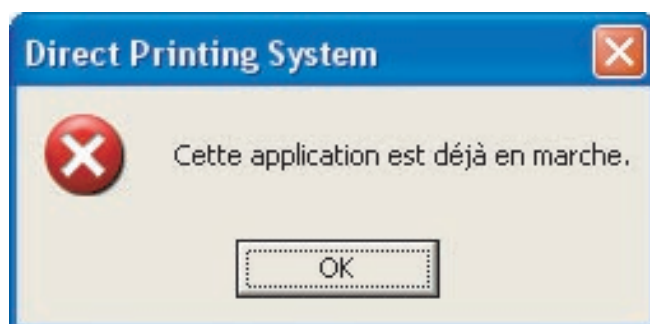 Direct Printing System
Cette application est déjà en marche.
OK